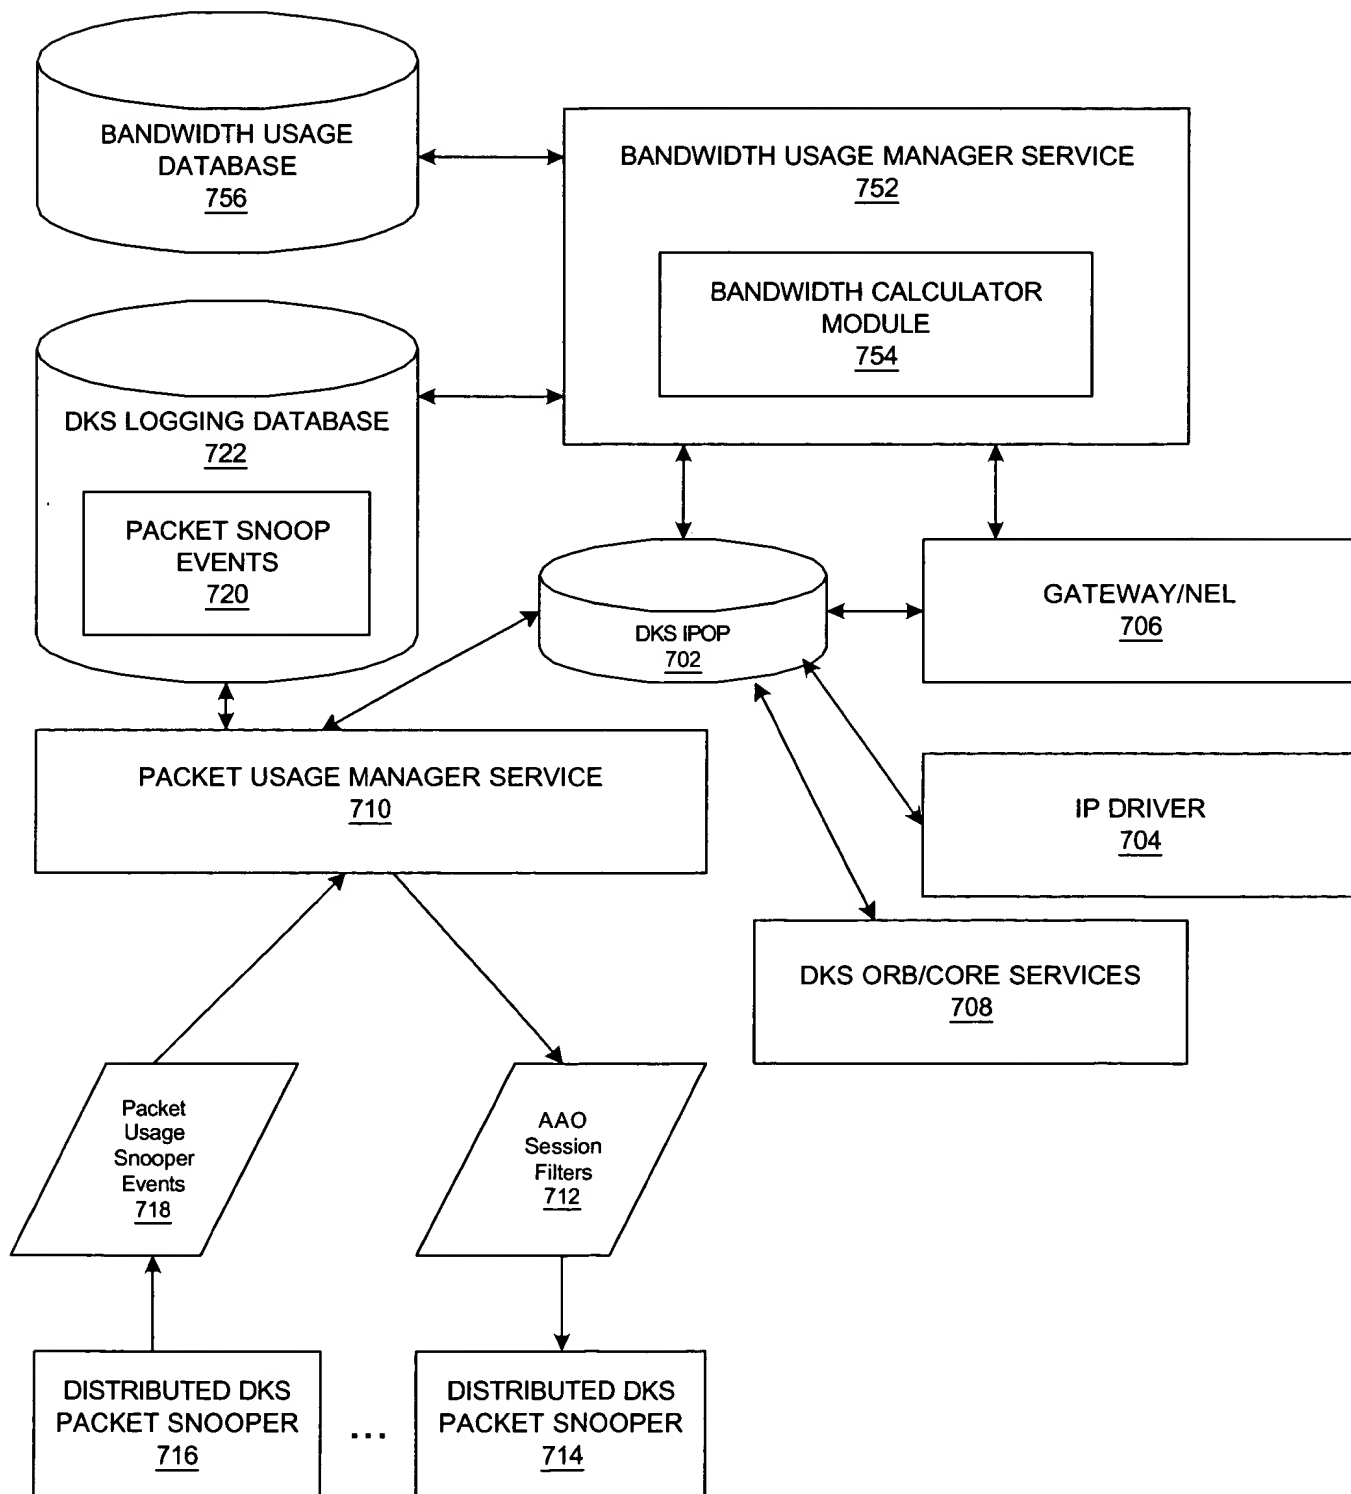 BANDWIDTH USAGE
DATABASE
756
BANDWIDTH USAGE MANAGER SERVICE
752
BANDWIDTH CALCULATOR
MODULE
754
DKS LOGGING DATABASE
722
PACKET SNOOP
EVENTS
720
DKS IPOP
702
GATEWAY/NEL
706
PACKET USAGE MANAGER SERVICE
710
IP DRIVER
704
DKS ORB/CORE SERVICES
708
Packet
Usage
Snooper
Events
718
AAO
Session
Filters
712
DISTRIBUTED DKS
PACKET SNOOPER
716
...
DISTRIBUTED DKS
PACKET SNOOPER
714